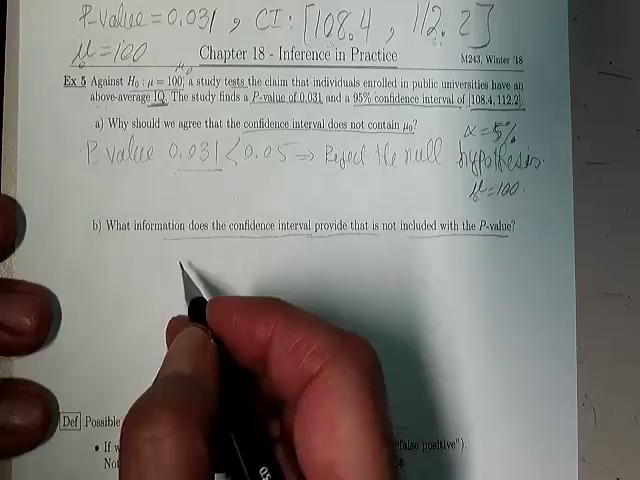 P-value = 0.031 , CI: [108.4, 112.2]
μ₀ = 100
Chapter 18 - Inference in Practice
M243, Winter '18
μ₀
Ex 5 Against H₀ : μ = 100, a study tests the claim that individuals enrolled in public universities have an
above-average IQ. The study finds a P-value of 0.031 and a 95% confidence interval of [108.4, 112.2].
a) Why should we agree that the confidence interval does not contain μ₀?
α = 5%
P value 0.031 < 0.05 ⇒ Reject the null hypothesis.
μ₀ = 100.
b) What information does the confidence interval provide that is not included with the P-value?
Def Possible
• If
"false positive").
Not